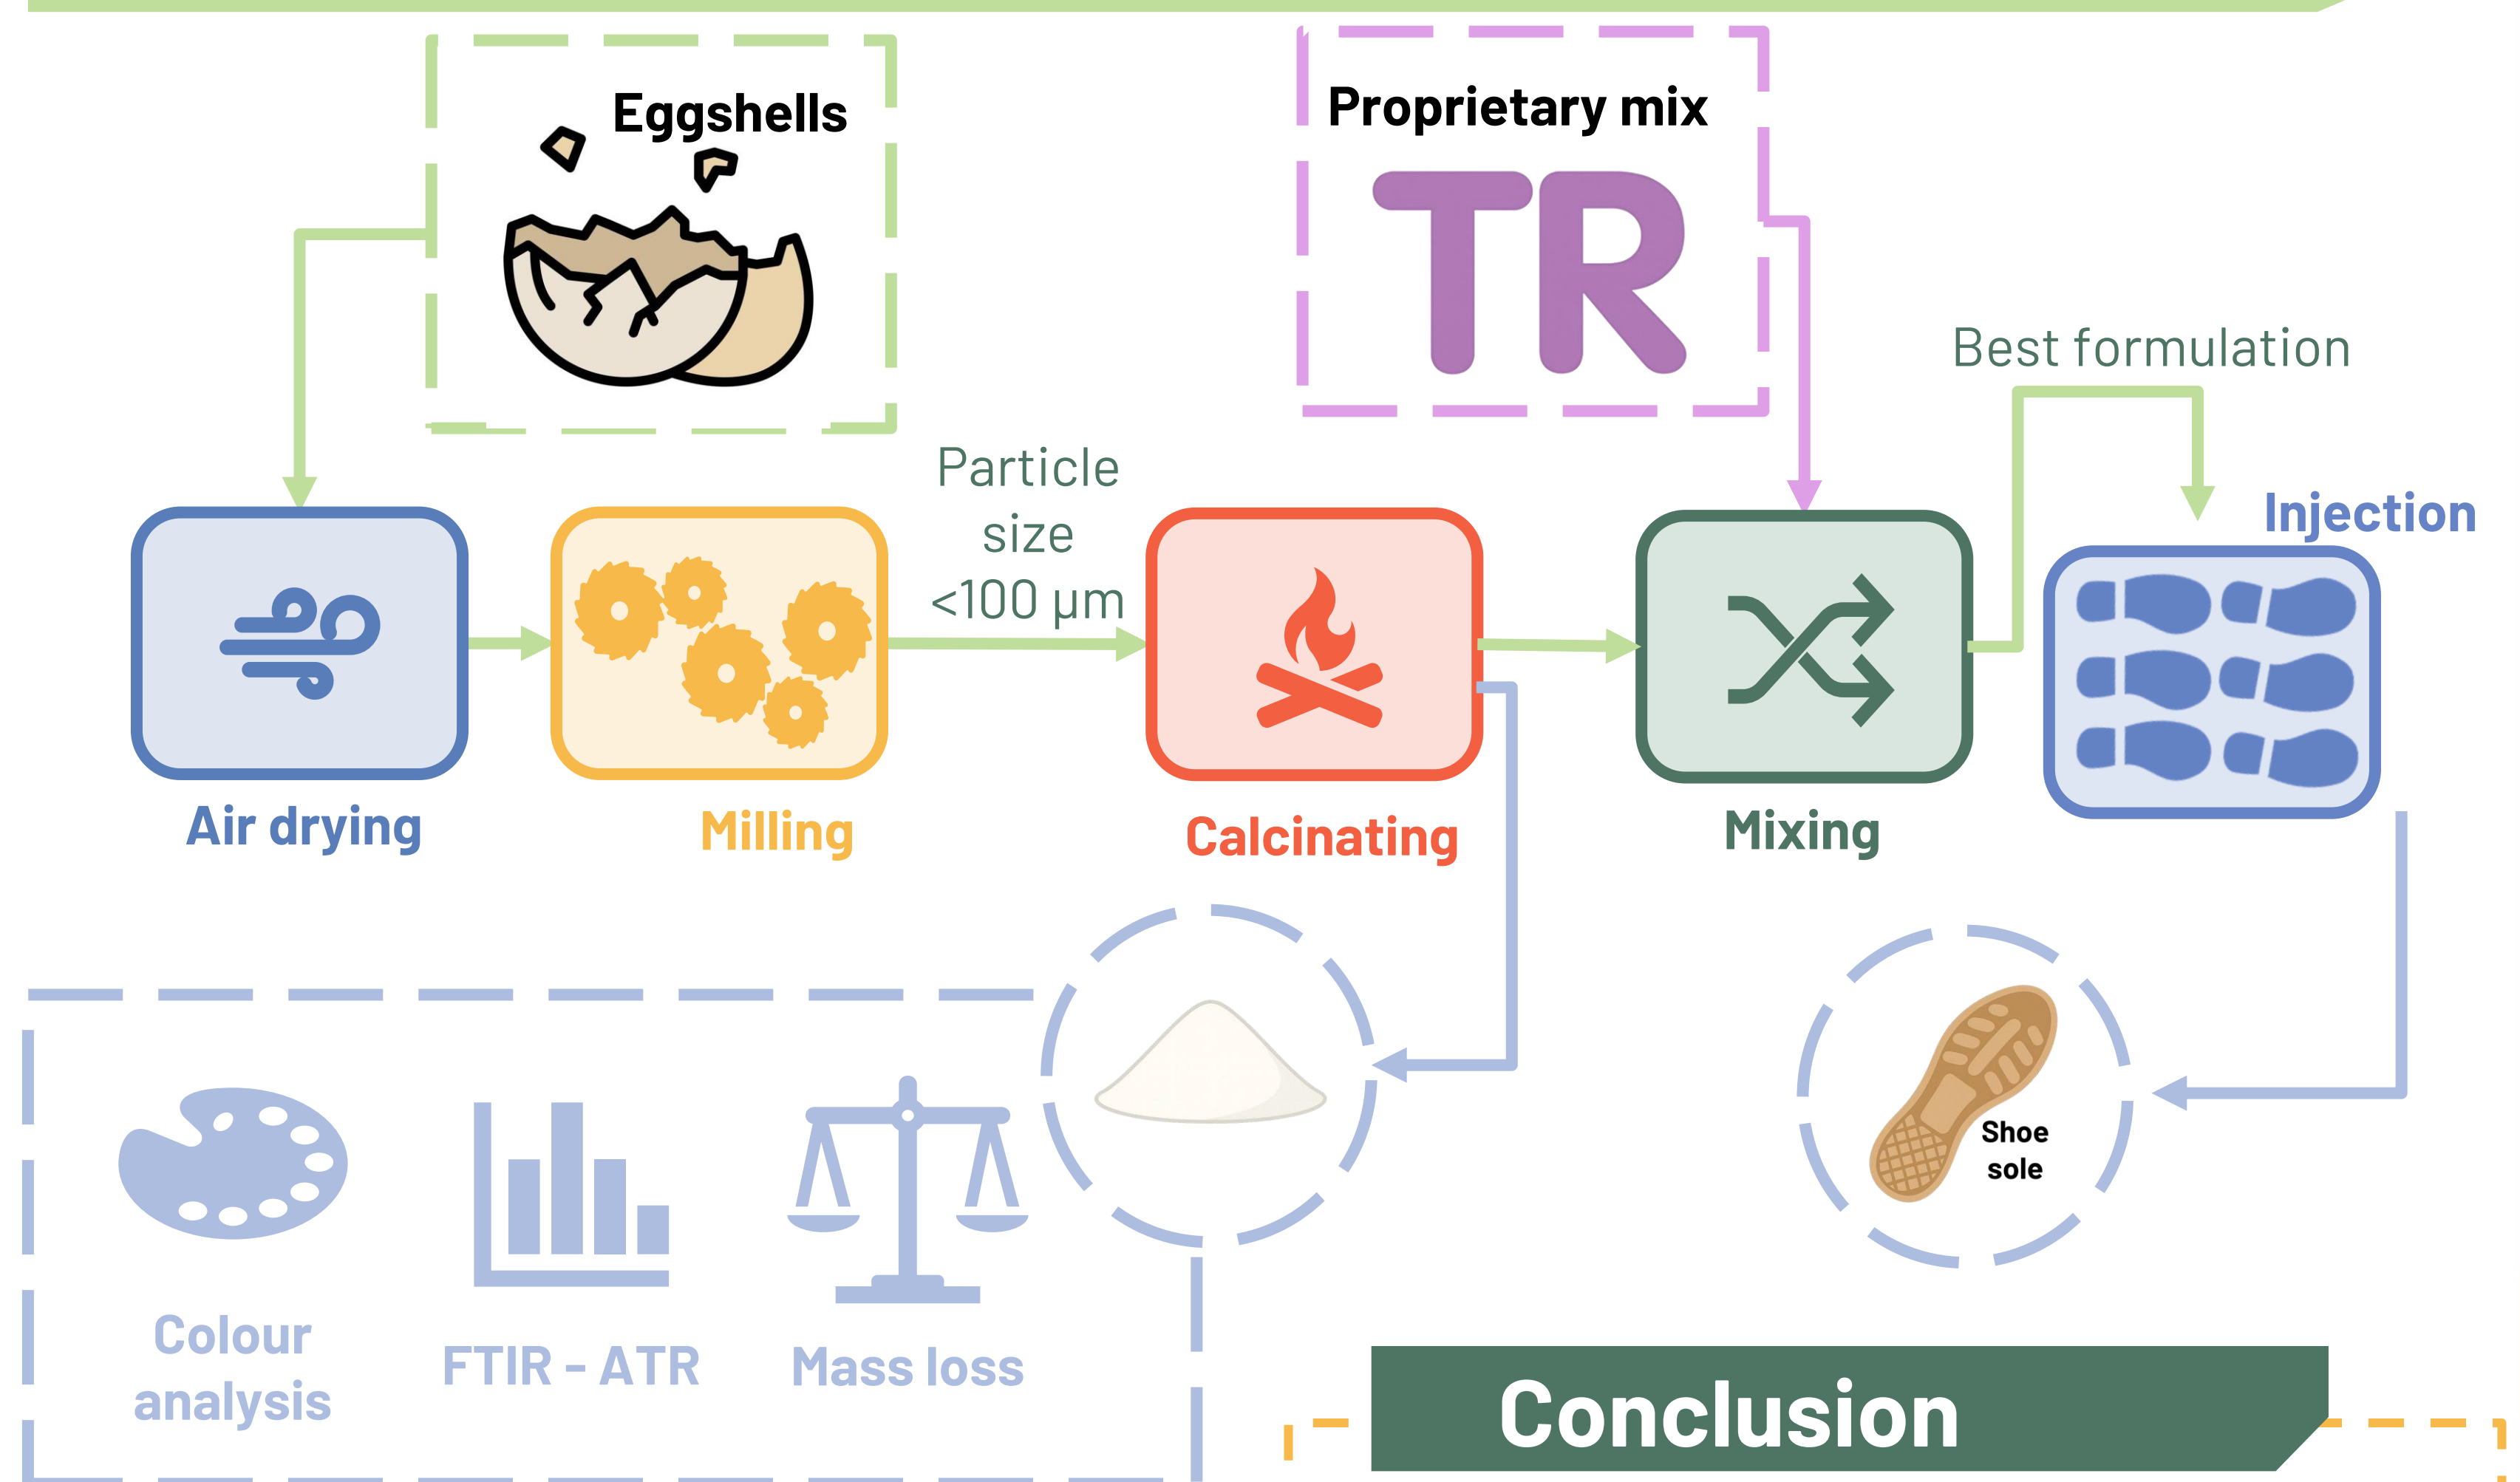 Eggshells
Proprietary mix
TR
Best formulation
Particle
size
<100 µm
Injection
Air drying
Milling
Calcinating
Mixing
Shoe
sole
Colour
analysis
FTIR - ATR
Mass loss
Conclusion